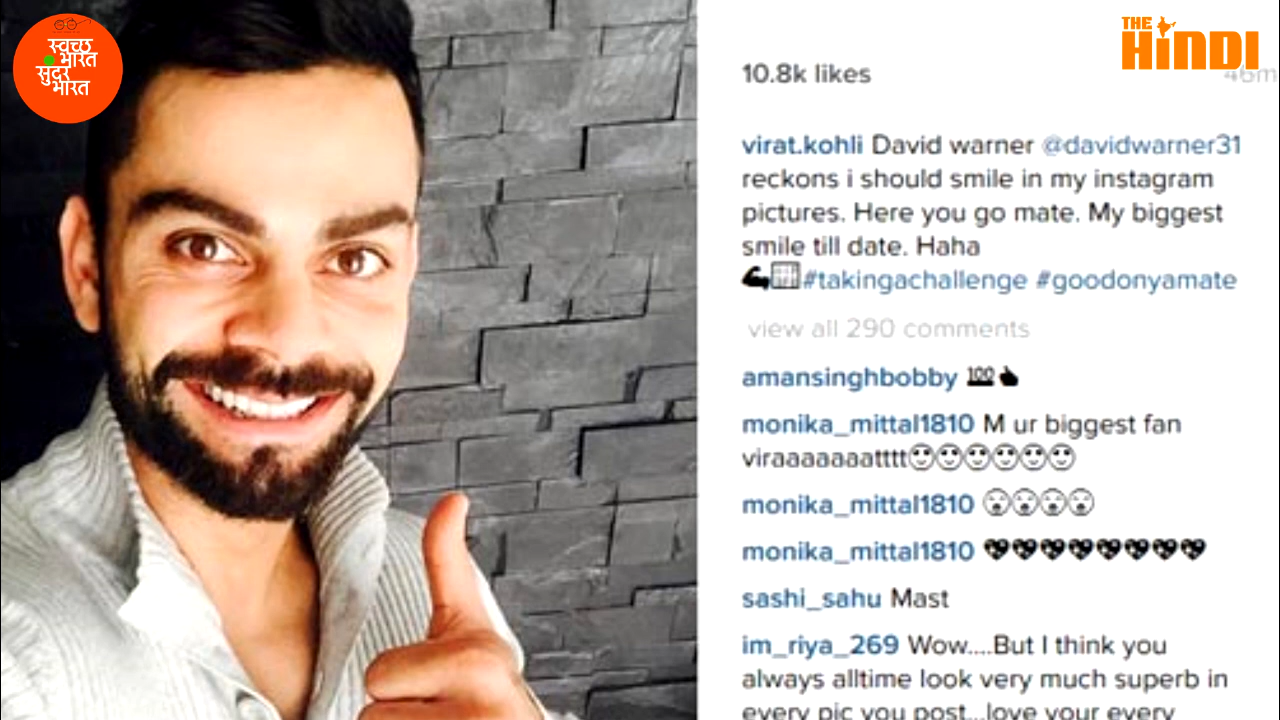 स्वच्छ
भारत
सुंदर
भारत
THE
HiNDI
10.8k likes
46m
virat.kohli David warner @davidwarner31
reckons i should smile in my instagram
pictures. Here you go mate. My biggest
smile till date. Haha
#takingachallenge #goodonyamate
view all 290 comments
amansinghbobby 💯👆
monika_mittal1810 M ur biggest fan
viraaaaaaatttt
monika_mittal1810
monika_mittal1810 💖💖💖💖💖💖💖💖
sashi_sahu Mast
im_riya_269 Wow....But I think you
always alltime look very much superb in
every pic you post...love your every